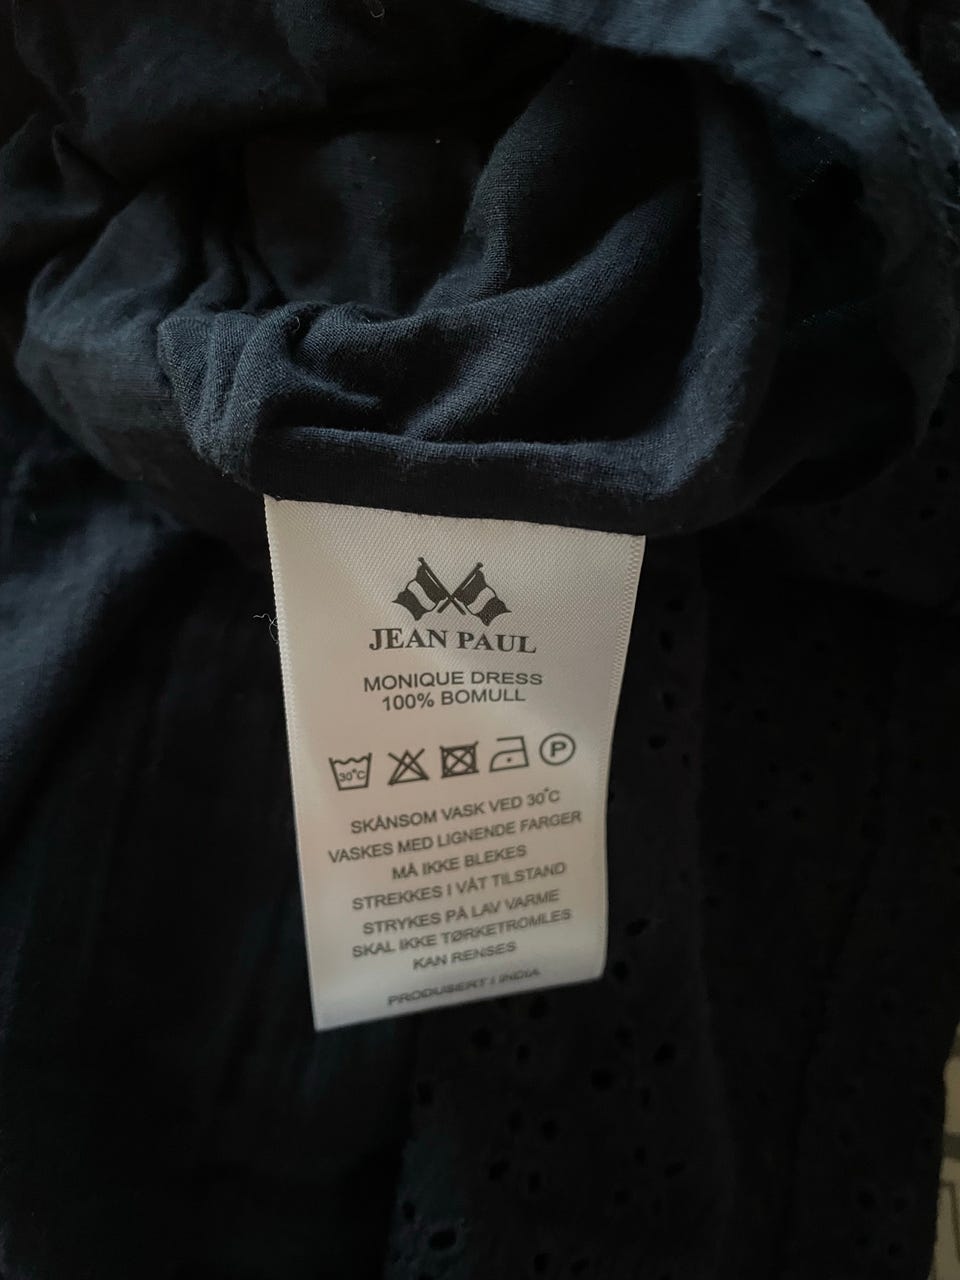 JEAN PAUL
MONIQUE DRESS
100% BOMULL
30°C P
SKÅNSOM VASK VED 30°C
VASKES MED LIGNENDE FARGER
MÅ IKKE BLEKES
STREKKES I VÅT TILSTAND
STRYKES PÅ LAV VARME
SKAL IKKE TØRKETROMLES
KAN RENSES
PRODUSERT I INDIA